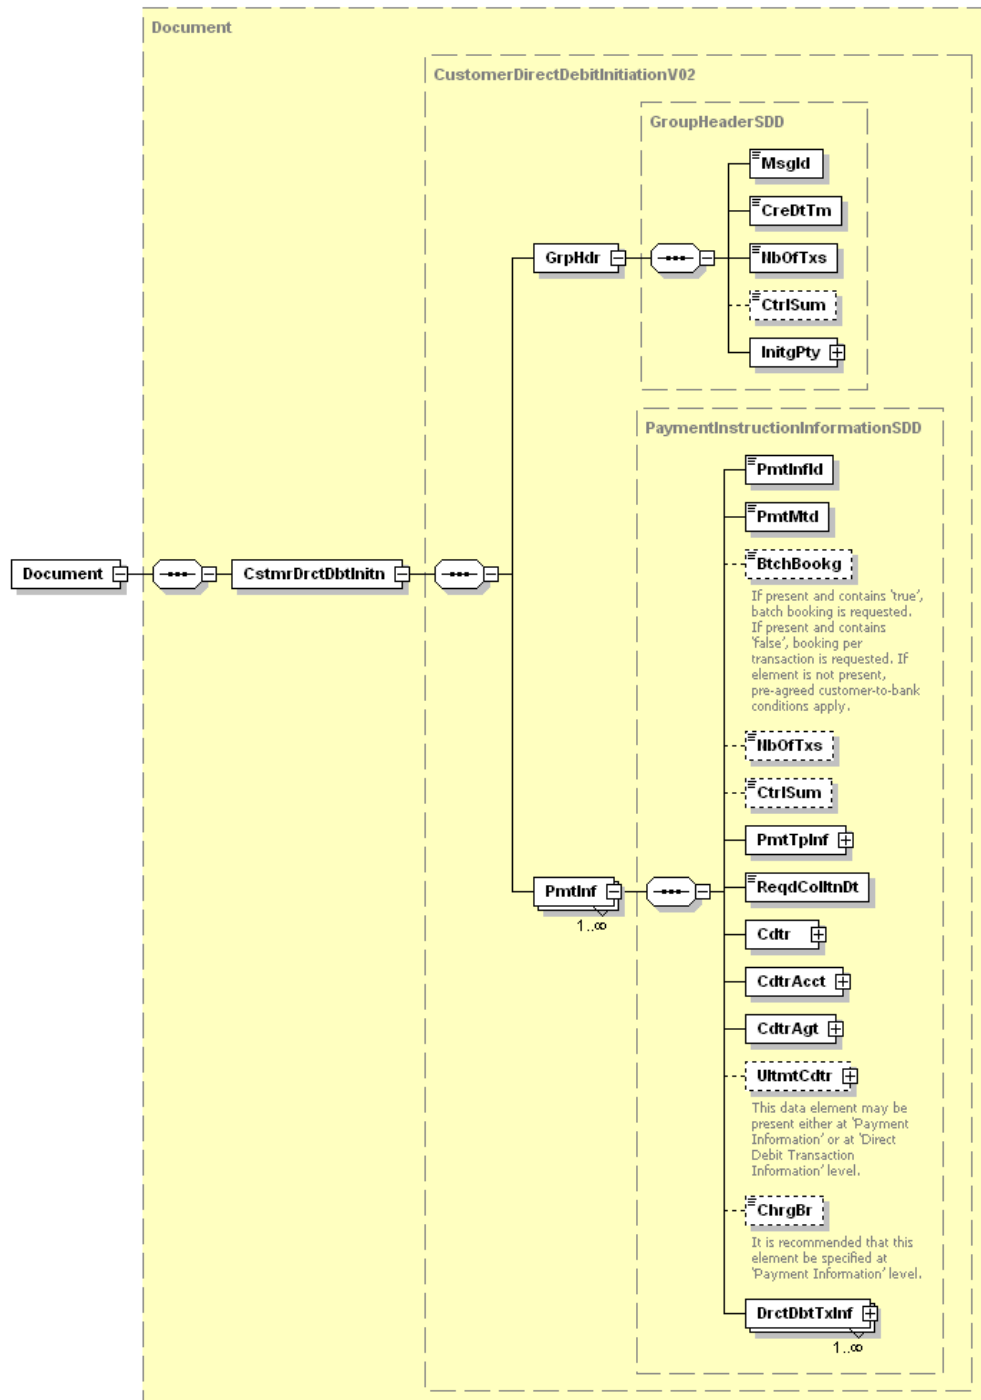 Document
CustomerDirectDebitInitiationV02
GroupHeaderSDD
MsgId
CreDtTm
GrpHdr
NbOfTxs
CtrlSum
InitgPty
PaymentInstructionInformationSDD
PmtInfId
PmtMtd
Document
CstmrDrctDbtInitn
BtchBookg
If present and contains 'true',
batch booking is requested.
If present and contains
'false', booking per
transaction is requested. If
element is not present,
pre-agreed customer-to-bank
conditions apply.
NbOfTxs
CtrlSum
PmtTpInf
PmtInf
1..∞
ReqdColltnDt
Cdtr
CdtrAcct
CdtrAgt
UltmtCdtr
This data element may be
present either at 'Payment
Information' or at 'Direct
Debit Transaction
Information' level.
ChrgBr
It is recommended that this
element be specified at
'Payment Information' level.
DrctDbtTxInf
1..∞